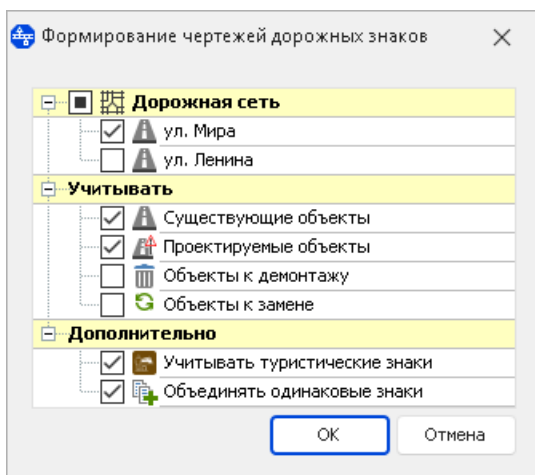 Формирование чертежей дорожных знаков
Дорожная сеть
ул. Мира
ул. Ленина
Учитывать
Существующие объекты
Проектируемые объекты
Объекты к демонтажу
Объекты к замене
Дополнительно
Учитывать туристические знаки
Объединять одинаковые знаки
ОК Отмена